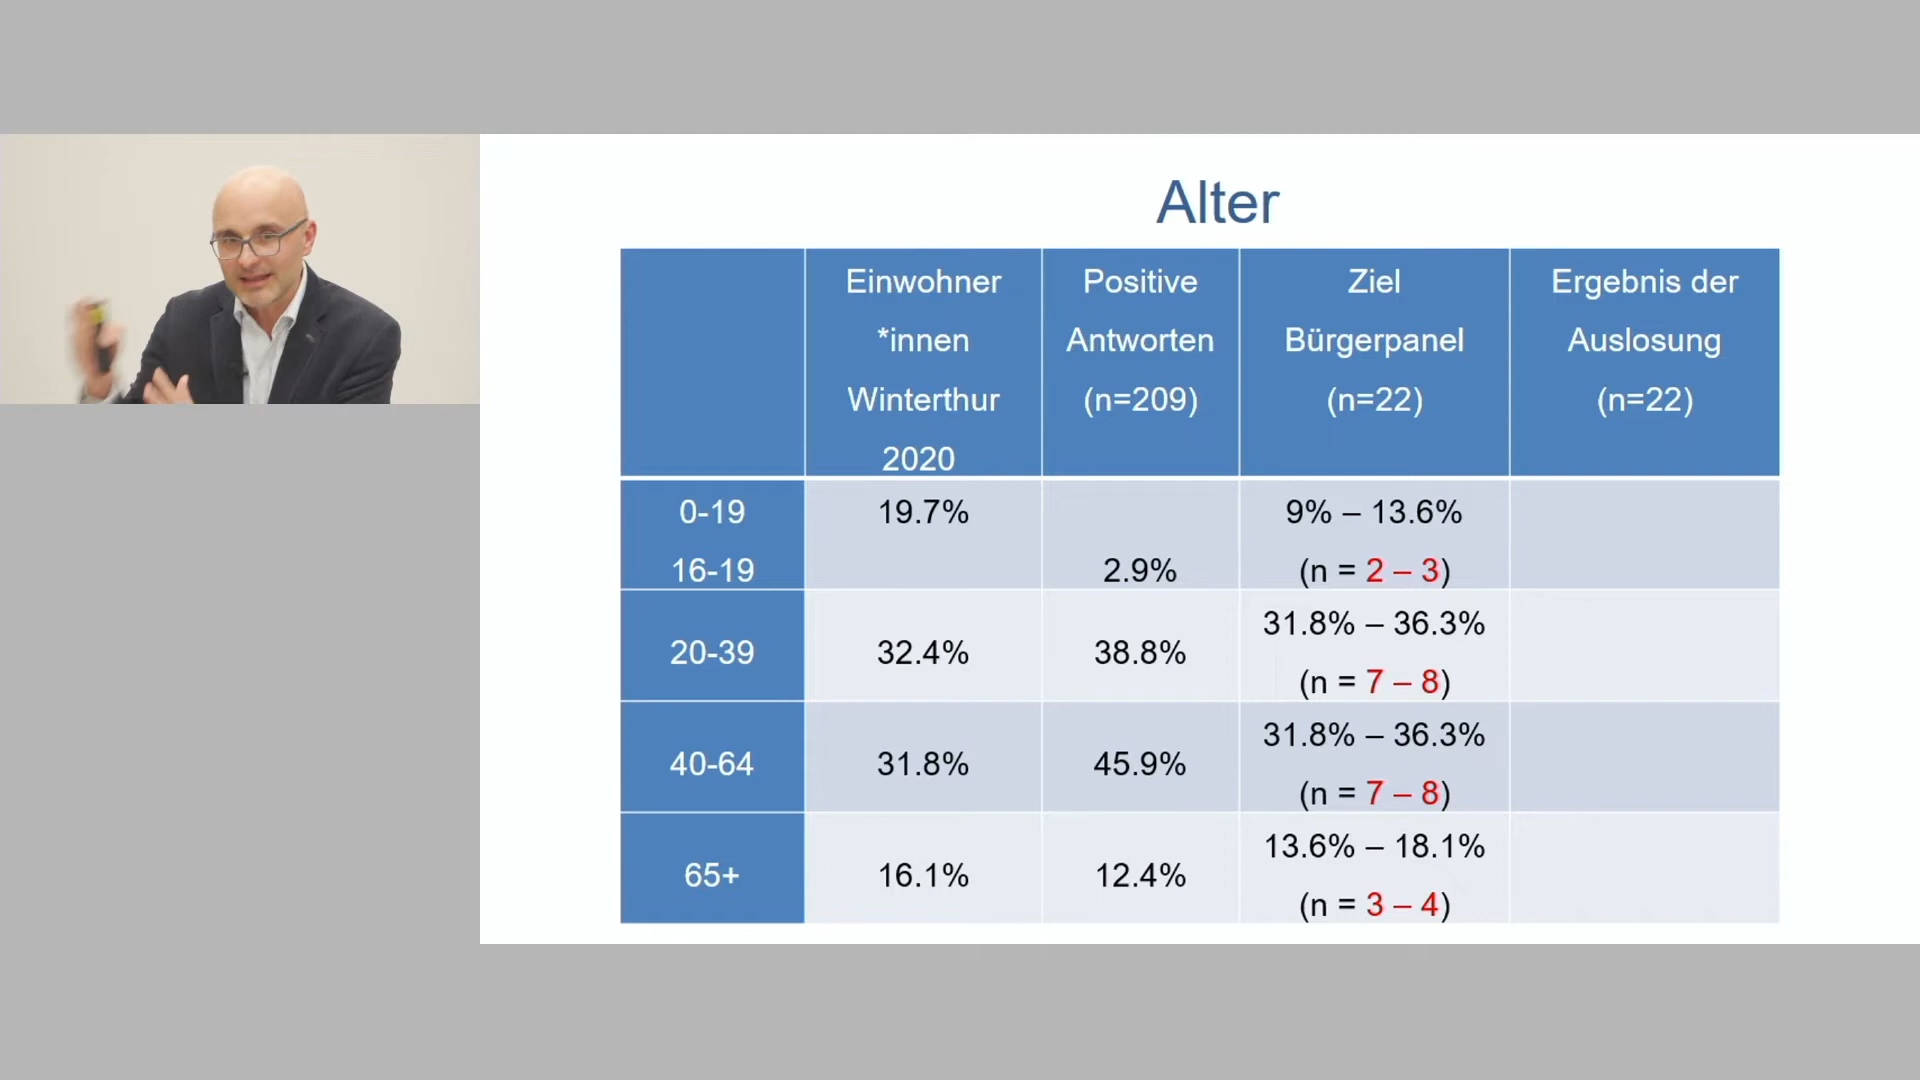 Alter
Einwohner
*innen
Winterthur
2020
Positive
Antworten
(n=209)
Ziel
Bürgerpanel
(n=22)
Ergebnis der
Auslosung
(n=22)
0-19
16-19
19.7%
2.9%
9% – 13.6%
(n = 2 – 3)
20-39
32.4%
38.8%
31.8% – 36.3%
(n = 7 – 8)
40-64
31.8%
45.9%
31.8% – 36.3%
(n = 7 – 8)
65+
16.1%
12.4%
13.6% – 18.1%
(n = 3 – 4)